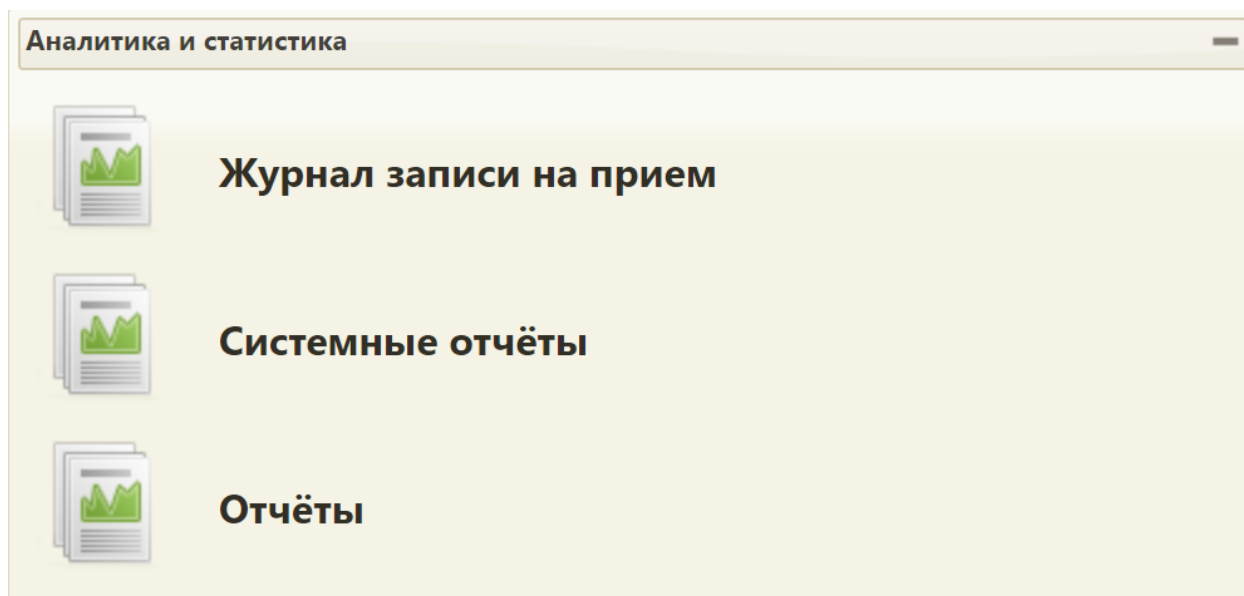 Аналитика и статистика
Журнал записи на прием
Системные отчёты
Отчёты